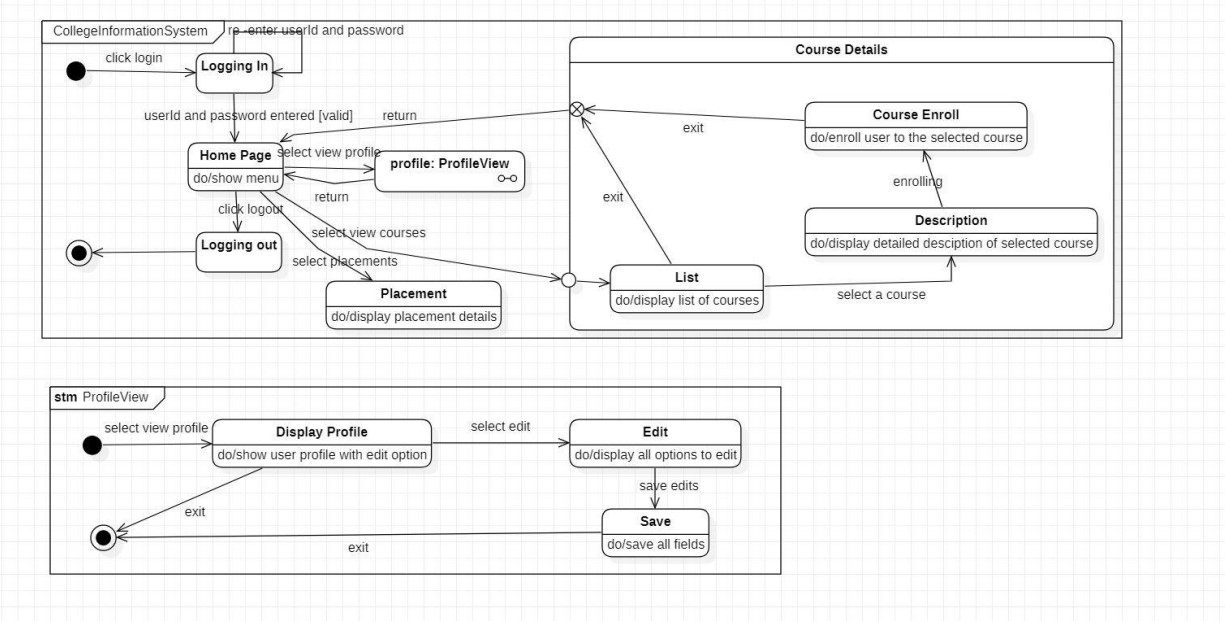 CollegeInformationSystem
re -enter userId and password
click login
Logging In
Course Details
userId and password entered [valid]
return
Course Enroll
do/enroll user to the selected course
exit
Home Page
do/show menu
select view profile
profile: ProfileView
return
enrolling
exit
click logout
Description
do/display detailed desciption of selected course
select view courses
Logging out
select placements
List
do/display list of courses
select a course
Placement
do/display placement details
stm ProfileView
select view profile
Display Profile
do/show user profile with edit option
select edit
Edit
do/display all options to edit
save edits
exit
Save
do/save all fields
exit